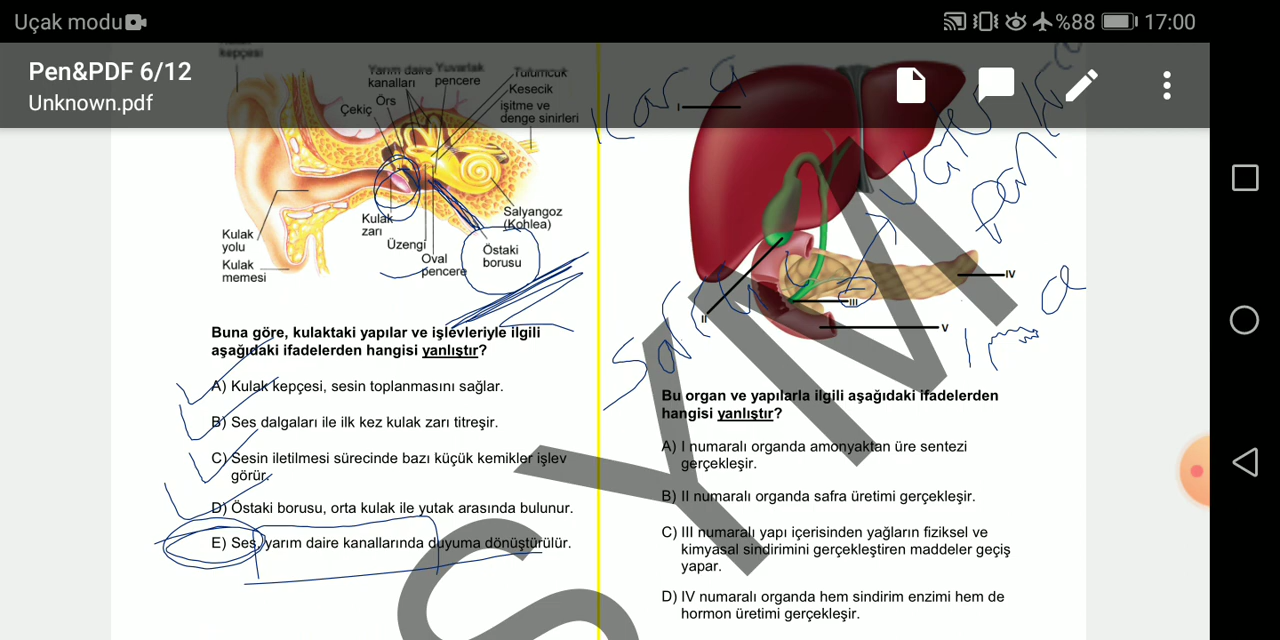 Uçak modu
%88 17:00
Pen&PDF 6/12
Unknown.pdf
kepçesi
Yarım daire
kanalları
Yuvarlak
pencere
Tulumcuk
Kesecik
işitme ve
denge sinirleri
Örs
Çekiç
Kulak
zarı
Üzengi
Oval
pencere
Salyangoz
(Kohlea)
Östaki
borusu
Kulak
yolu
Kulak
memesi
Buna göre, kulaktaki yapılar ve işlevleriyle ilgili
aşağıdaki ifadelerden hangisi yanlıştır?
A) Kulak kepçesi, sesin toplanmasını sağlar.
B) Ses dalgaları ile ilk kez kulak zarı titreşir.
C) Sesin iletilmesi sürecinde bazı küçük kemikler işlev
görür.
D) Östaki borusu, orta kulak ile yutak arasında bulunur.
E) Ses, yarım daire kanallarında duyuma dönüştürülür.
I
II
III
IV
V
Bu organ ve yapılarla ilgili aşağıdaki ifadelerden
hangisi yanlıştır?
A) I numaralı organda amonyaktan üre sentezi
gerçekleşir.
B) II numaralı organda safra üretimi gerçekleşir.
C) III numaralı yapı içerisinden yağların fiziksel ve
kimyasal sindirimini gerçekleştiren maddeler geçiş
yapar.
D) IV numaralı organda hem sindirim enzimi hem de
hormon üretimi gerçekleşir.
SYM